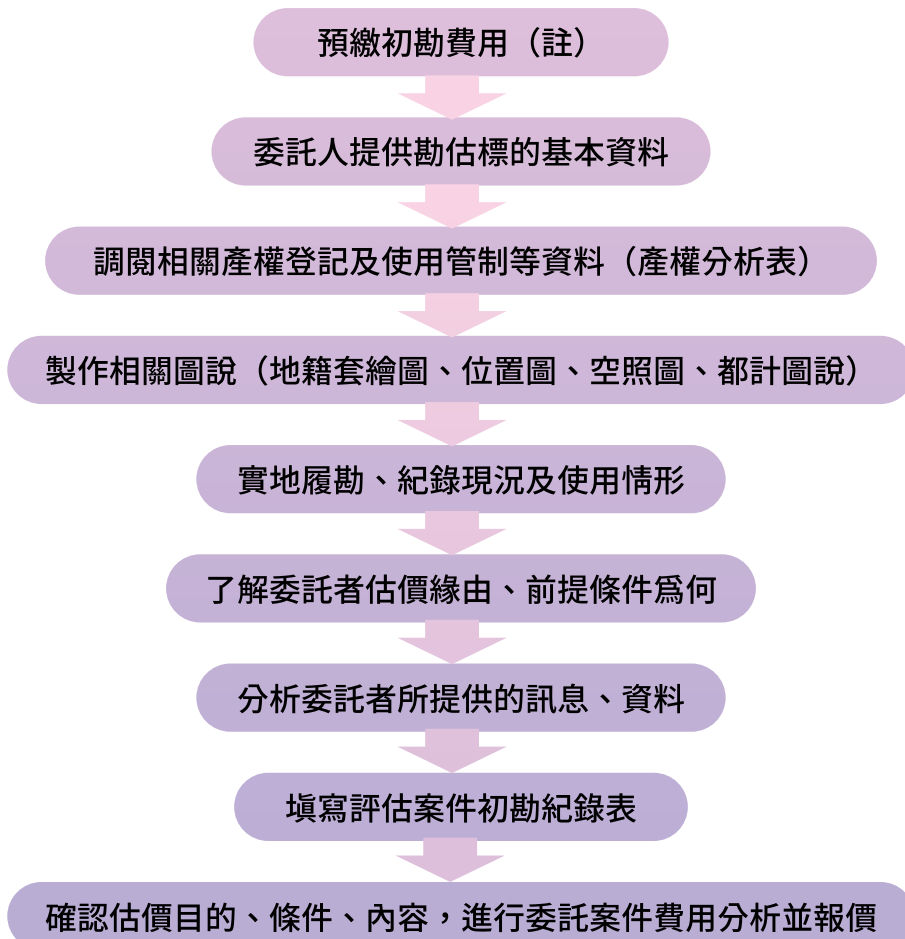 預繳初勘費用（註）
委託人提供勘估標的基本資料
調閱相關產權登記及使用管制等資料（產權分析表）
製作相關圖說（地籍套繪圖、位置圖、空照圖、都計圖說）
實地履勘、紀錄現況及使用情形
了解委託者估價緣由、前提條件為何
分析委託者所提供的訊息、資料
填寫評估案件初勘紀錄表
確認估價目的、條件、內容，進行委託案件費用分析並報價